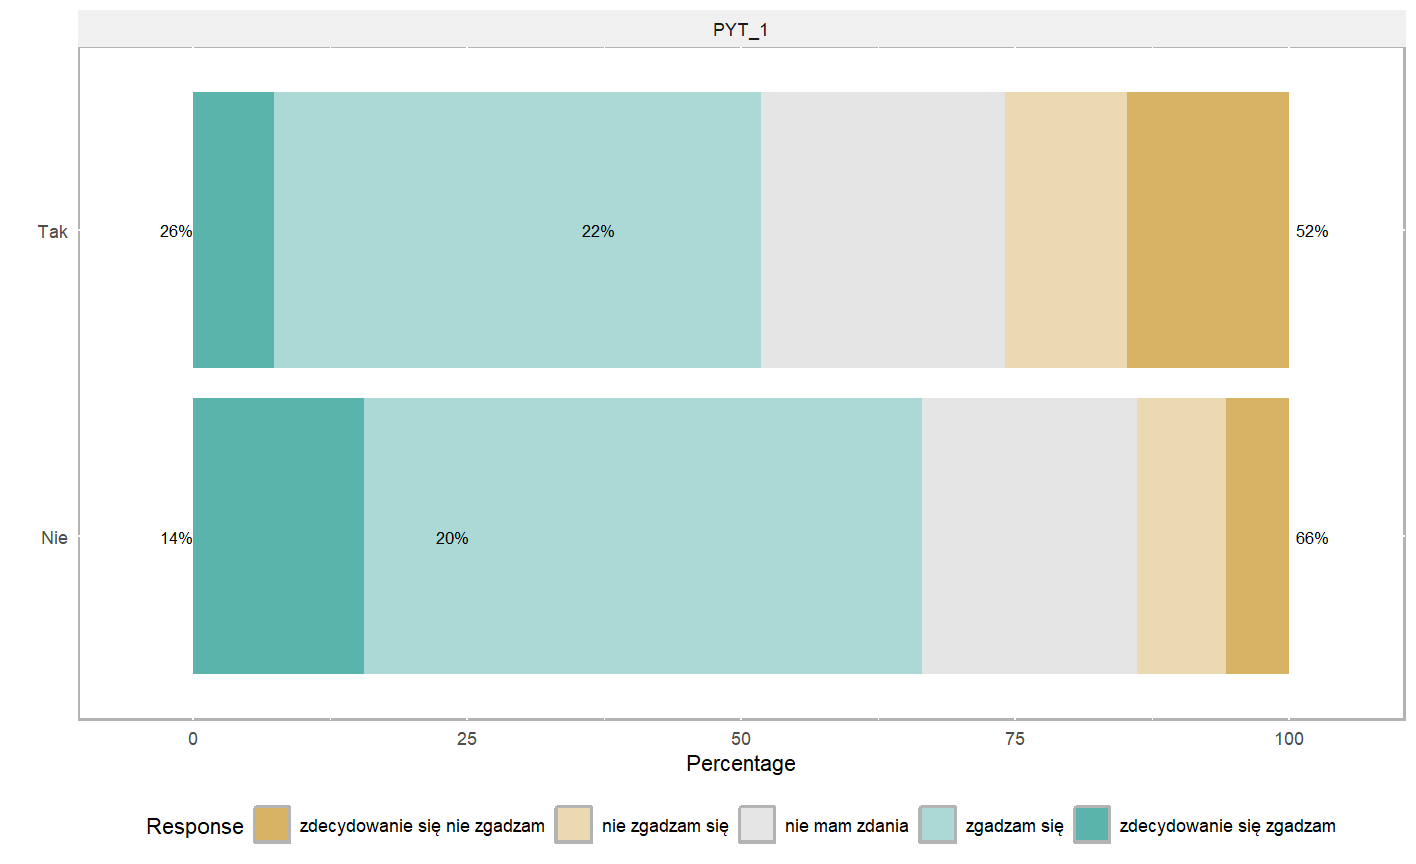 PYT_1
Tak 26% 22% 52%
Nie 14% 20% 66%
0 25 50 75 100
Percentage
Response zdecydowanie się nie zgadzam nie zgadzam się nie mam zdania zgadzam się zdecydowanie się zgadzam